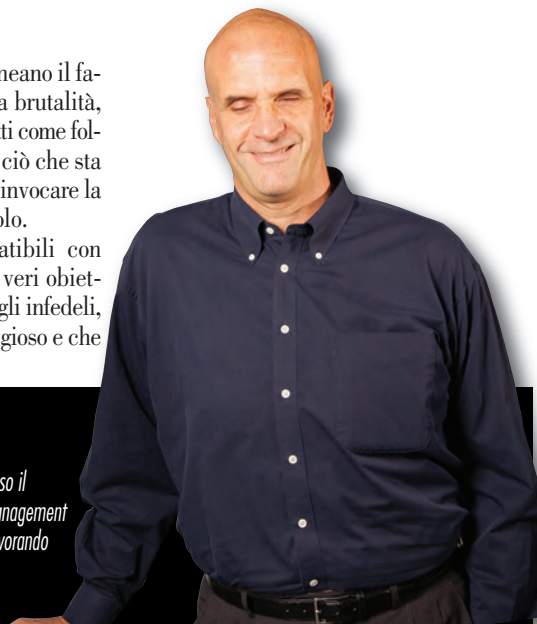 neano il fa-
a brutalità,
ti come fol-
ciò che sta
invocare la
olo.
atibili con
veri obiet-
gli infedeli,
gioso e che
so il
anagement
vorando